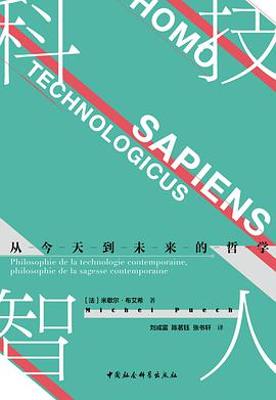 科技
HOMO
SAPIENS
TECHNOLOGICUS
从今天到未来的哲学
Philosophie de la technologie contemporaine,
philosophie de la sagesse contemporaine
[法] 米歇尔·布艾希 著
Michel Puech
刘成富 陈茗钰 张书轩 译
智人
中国社会科学出版社